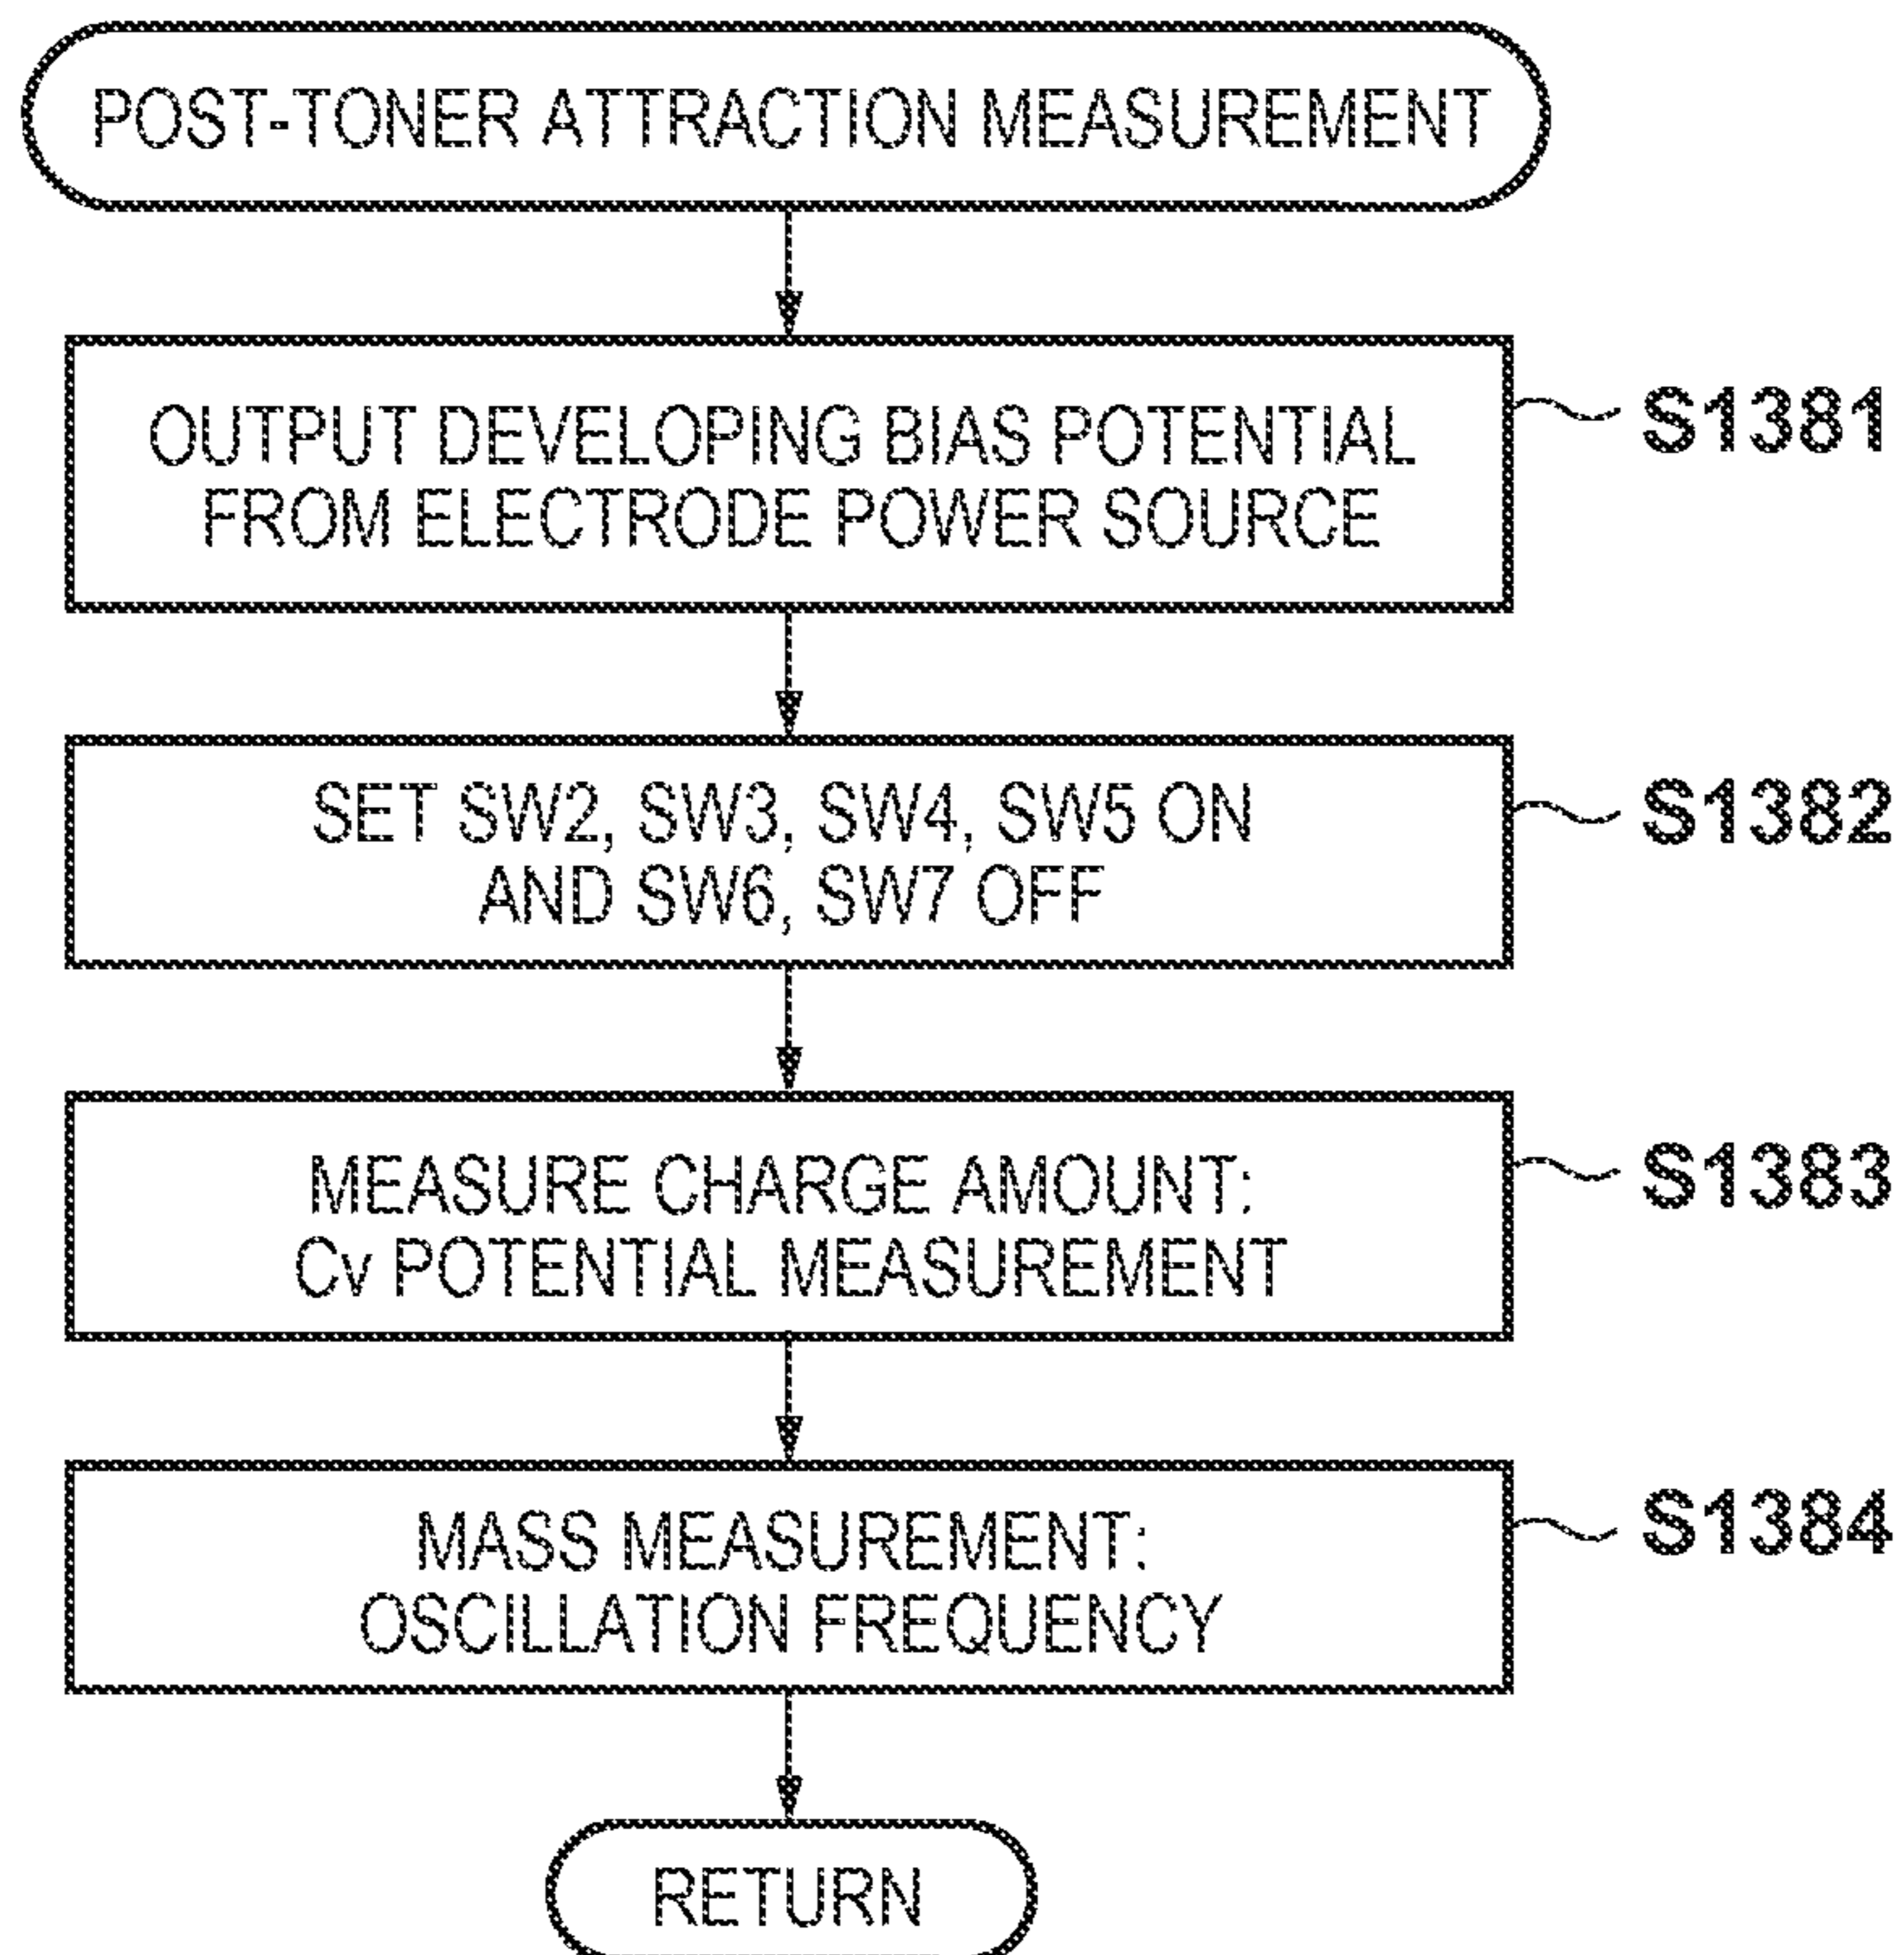 POST-TONER ATTRACTION MEASUREMENT
OUTPUT DEVELOPING BIAS POTENTIAL
FROM ELECTRODE POWER SOURCE
S1381
SET SW2, SW3, SW4, SW5 ON
AND SW6, SW7 OFF
S1382
MEASURE CHARGE AMOUNT:
Cv POTENTIAL MEASUREMENT
S1383
MASS MEASUREMENT:
OSCILLATION FREQUENCY
S1384
RETURN